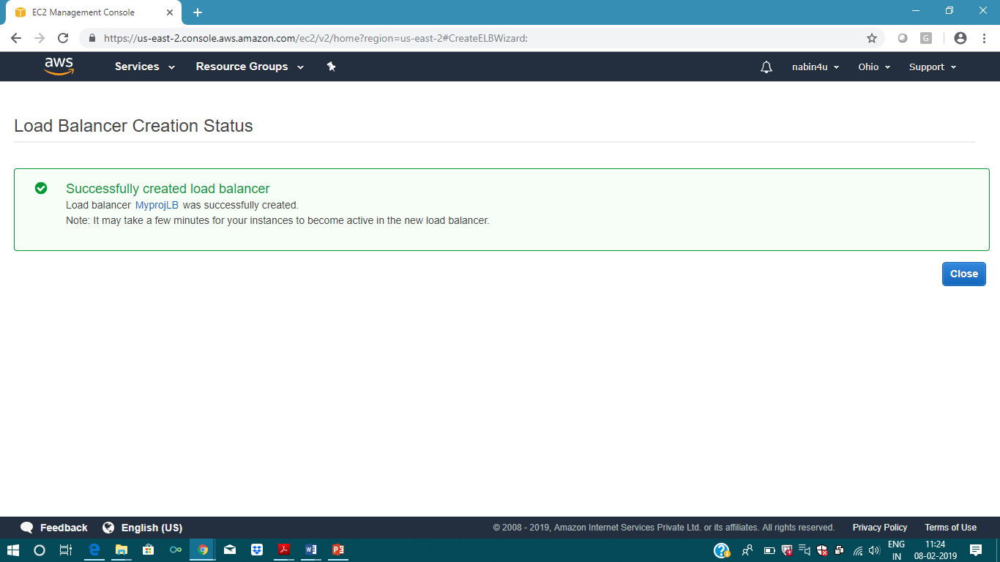 EC2 Management Console
https://us-east-2.console.aws.amazon.com/ec2/v2/home?region=us-east-2#CreateELBWizard:
G
aws Services Resource Groups nabin4u Ohio Support
Load Balancer Creation Status
Successfully created load balancer
Load balancer MyprojLB was successfully created.
Note: It may take a few minutes for your instances to become active in the new load balancer.
Close
Feedback English (US) © 2008 - 2019, Amazon Internet Services Private Ltd. or its affiliates. All rights reserved. Privacy Policy Terms of Use
ENG 11:24
IN 08-02-2019